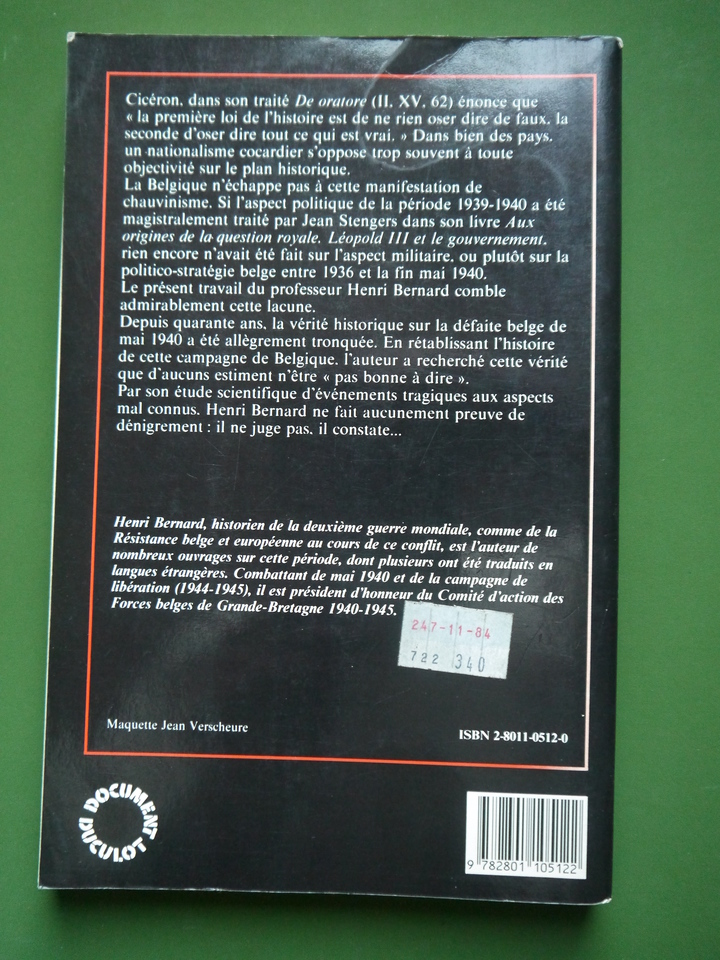 Cicéron, dans son traité De oratore (II, XV, 62) énonce que
« la première loi de l'histoire est de ne rien oser dire de faux, la
seconde d'oser dire tout ce qui est vrai. » Dans bien des pays,
un nationalisme cocardier s'oppose trop souvent à toute
objectivité sur le plan historique.
La Belgique n'échappe pas à cette manifestation de
chauvinisme. Si l'aspect politique de la période 1939-1940 a été
magistralement traité par Jean Stengers dans son livre Aux
origines de la question royale. Léopold III et le gouvernement,
rien encore n'avait été fait sur l'aspect militaire, ou plutôt sur la
politico-stratégie belge entre 1936 et la fin mai 1940.
Le présent travail du professeur Henri Bernard comble
admirablement cette lacune.
Depuis quarante ans, la vérité historique sur la défaite belge de
mai 1940 a été allègrement tronquée. En rétablissant l'histoire
de cette campagne de Belgique, l'auteur a recherché cette vérité
que d'aucuns estiment n'être « pas bonne à dire ».
Par son étude scientifique d'événements tragiques aux aspects
mal connus, Henri Bernard ne fait aucunement preuve de
dénigrement : il ne juge pas, il constate...
Henri Bernard, historien de la deuxième guerre mondiale, comme de la
Résistance belge et européenne au cours de ce conflit, est l'auteur de
nombreux ouvrages sur cette période, dont plusieurs ont été traduits en
langues étrangères. Combattant de mai 1940 et de la campagne de
libération (1944-1945), il est président d'honneur du Comité d'action des
Forces belges de Grande-Bretagne 1940-1945.
247-11-84
722 340
Maquette Jean Verscheure
ISBN 2-8011-0512-0
DOCUMENT
DUCULOT
9 782801 105122